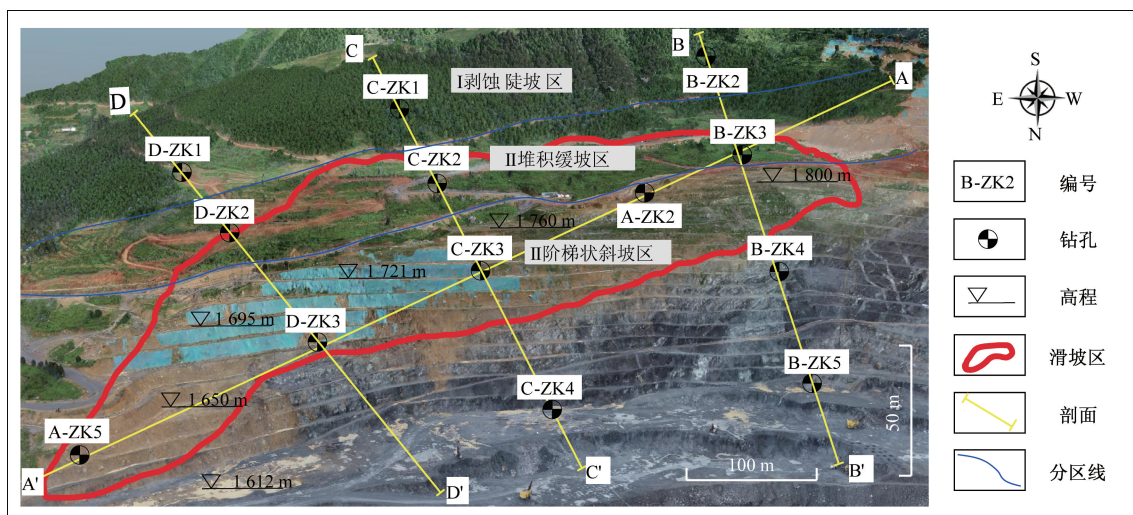 C
B
A
D
C-ZK1
I剥蚀 陡坡 区
B-ZK2
D-ZK1
C-ZK2
II堆积缓坡区
B-ZK3
1 800 m
D-ZK2
A-ZK2
1 760 m
C-ZK3
II阶梯状斜坡区
B-ZK4
1 721 m
1 695 m
D-ZK3
1 650 m
C-ZK4
B-ZK5
50 m
A-ZK5
100 m
A'
1 612 m
D'
C'
B'
S
E
W
N
B-ZK2
编号
钻孔
高程
滑坡区
剖面
分区线